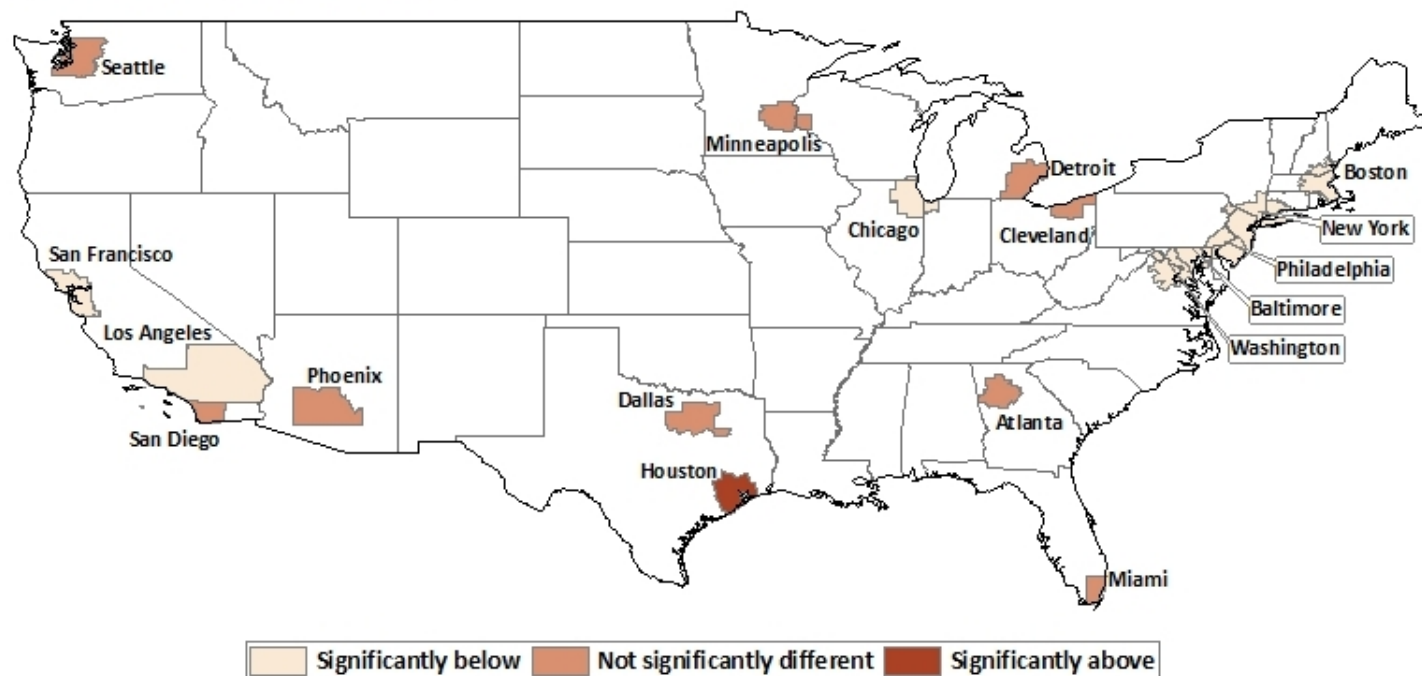 Seattle
Minneapolis
Detroit
Boston
Chicago
Cleveland
New York
San Francisco
Philadelphia
Baltimore
Los Angeles
Washington
Phoenix
Dallas
Atlanta
San Diego
Houston
Miami
Significantly below
Not significantly different
Significantly above